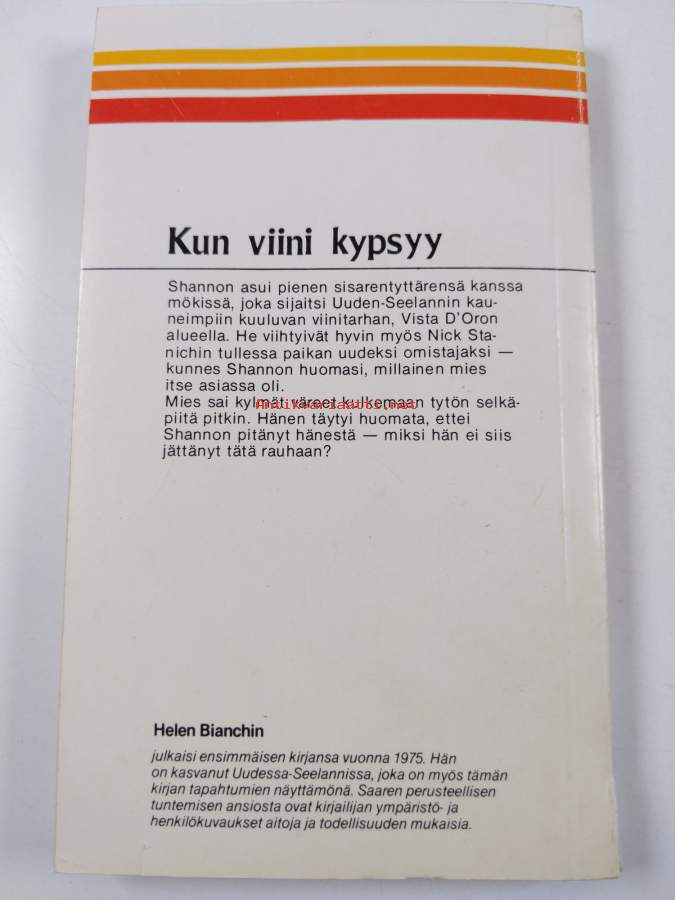 Kun viini kypsyy
Shannon asui pienen sisarentyttärensä kanssa
mökissä, joka sijaitsi Uuden-Seelannin kau-
neimpiin kuuluvan viinitarhan, Vista D'Oron
alueella. He viihtyivät hyvin myös Nick Sta-
nichin tullessa paikan uudeksi omistajaksi —
kunnes Shannon huomasi, millainen mies
itse asiassa oli.
Mies sai kylmät väreet kulkemaan tytön selkä-
Antikvariaatti.net
piitä pitkin. Hänen täytyi huomata, ettei
Shannon pitänyt hänestä — miksi hän ei siis
jättänyt tätä rauhaan?
Helen Bianchin
julkaisi ensimmäisen kirjansa vuonna 1975. Hän
on kasvanut Uudessa-Seelannissa, joka on myös tämän
kirjan tapahtumien näyttämönä. Saaren perusteellisen
tuntemisen ansiosta ovat kirjailijan ympäristö- ja
henkilökuvaukset aitoja ja todellisuuden mukaisia.